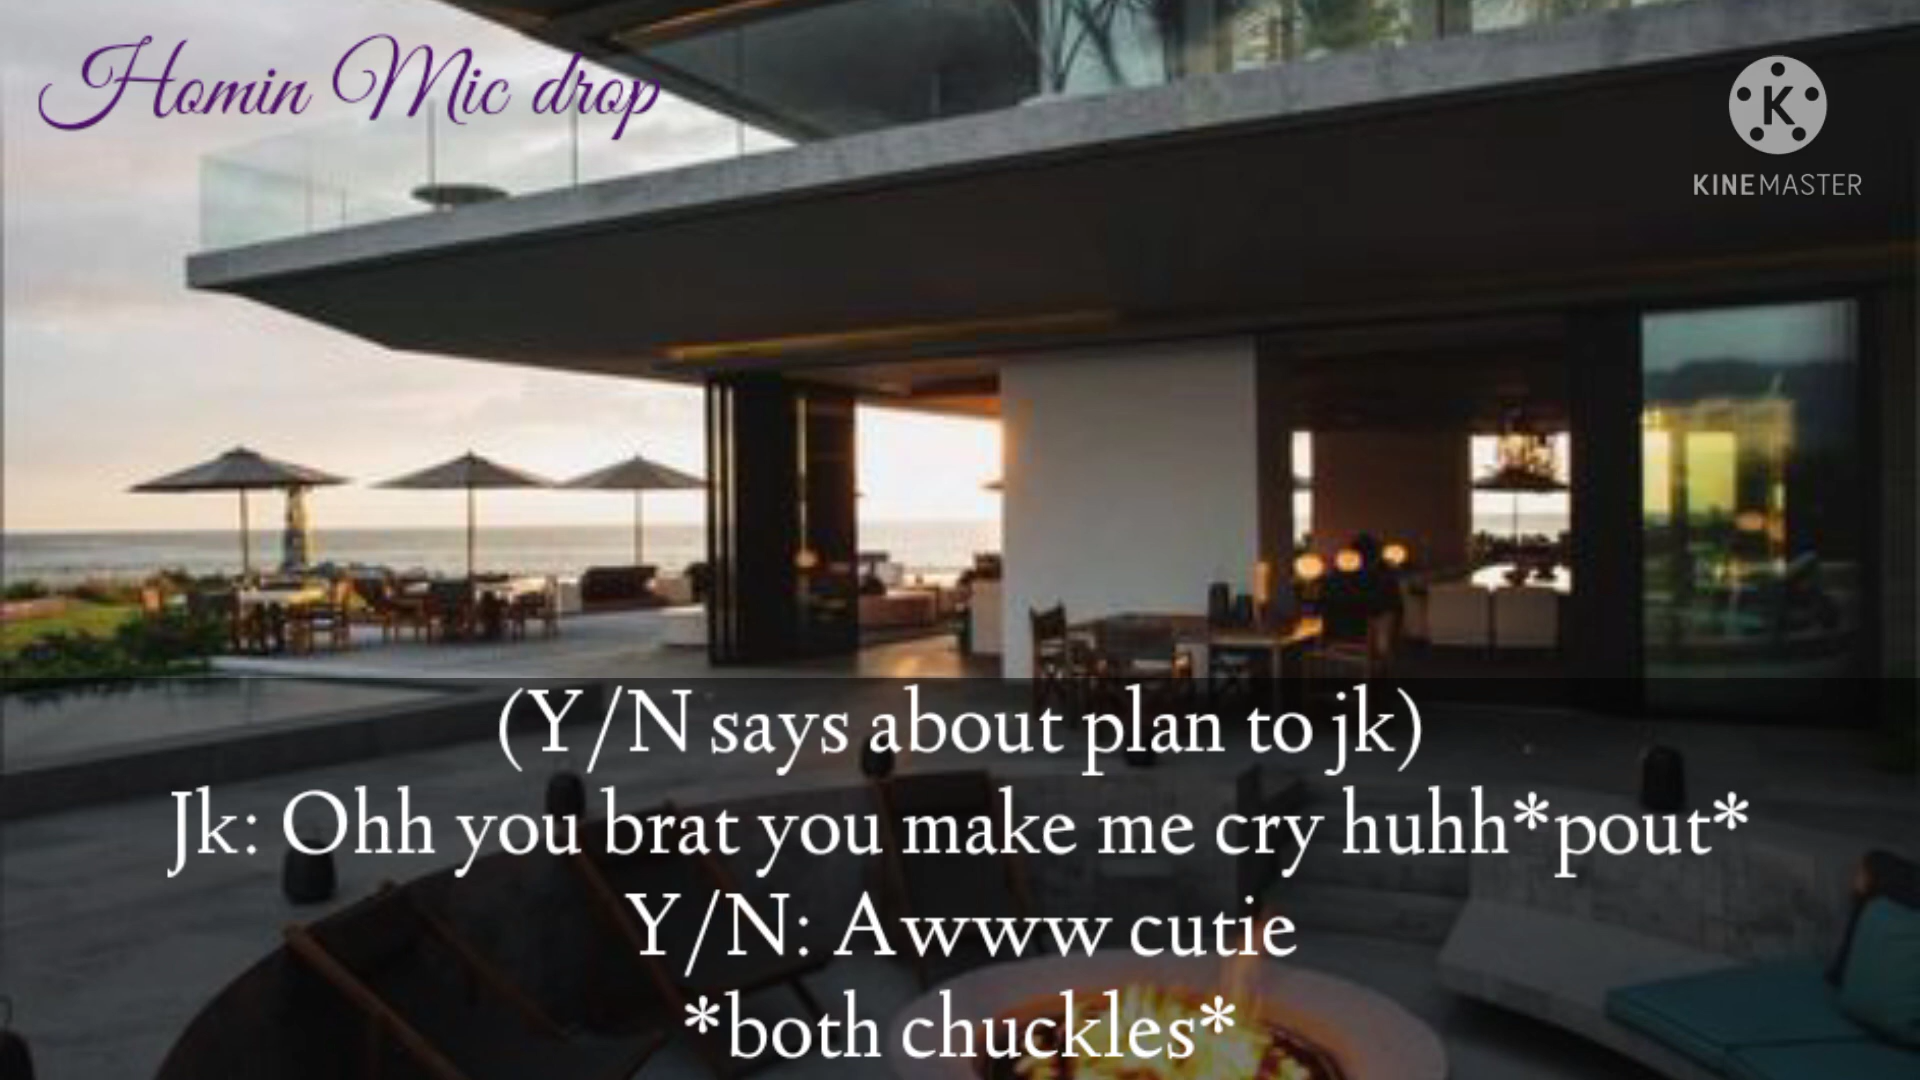 Homin Mic drop
K
KINEMASTER
(Y/N says about plan to jk)
Jk: Ohh you brat you make me cry huhh*pout*
Y/N: Awww cutie
*both chuckles*